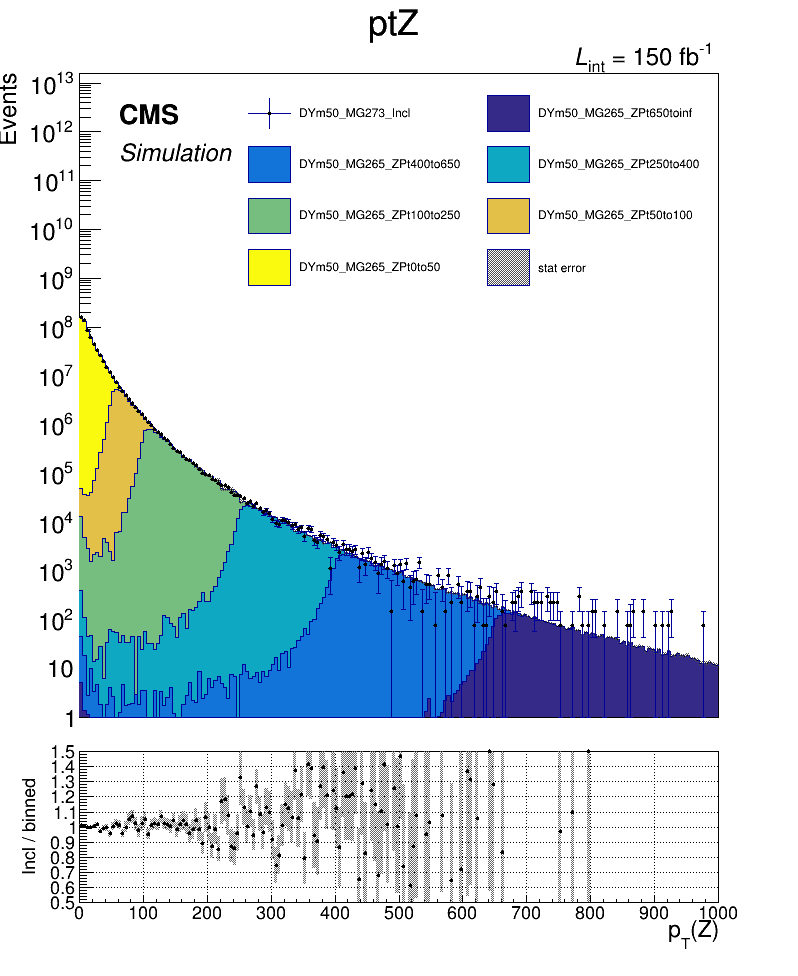 ptZ
L_int = 150 fb^-1
Events
10^13
10^12
10^11
10^10
10^9
10^8
10^7
10^6
10^5
10^4
10^3
10^2
10
1
CMS
Simulation
DYm50_MG273_Incl
DYm50_MG265_ZPt650toinf
DYm50_MG265_ZPt400to650
DYm50_MG265_ZPt250to400
DYm50_MG265_ZPt100to250
DYm50_MG265_ZPt50to100
DYm50_MG265_ZPt0to50
stat error
Incl / binned
1.5
1.4
1.3
1.2
1.1
1
0.9
0.8
0.7
0.6
0.5
0 100 200 300 400 500 600 700 800 900 1000
p_T(Z)